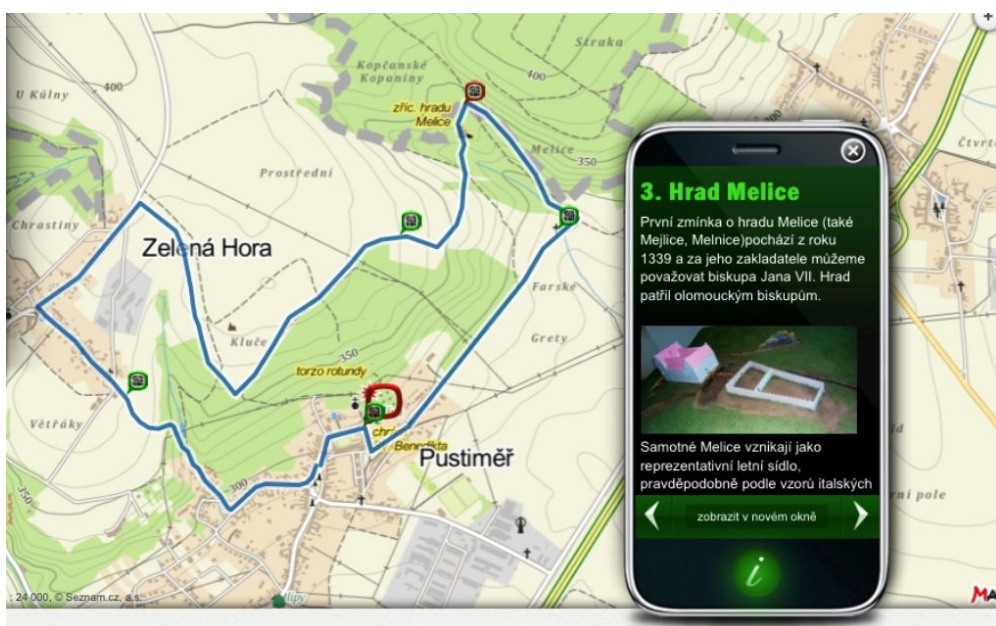 Straka
Kopčanské
Kopaniny
400
400
U Kůlny
zříc. hradu
Melice
Melice
350
Prostřední
Chrastiny
Zelená Hora
Farské
Grety
Kluče
350
torzo rotundy
Benedikta
Větřáky
Pustiměř
300
350
24 000, © Seznam.cz, a.s.
3. Hrad Melice
První zmínka o hradu Melice (také
Mejlice, Melnice)pochází z roku
1339 a za jeho zakladatele můžeme
považovat biskupa Jana VII. Hrad
patřil olomouckým biskupům.
Samotné Melice vznikají jako
reprezentativní letní sídlo,
pravděpodobně podle vzorů italských
zobrazit v novém okně
i